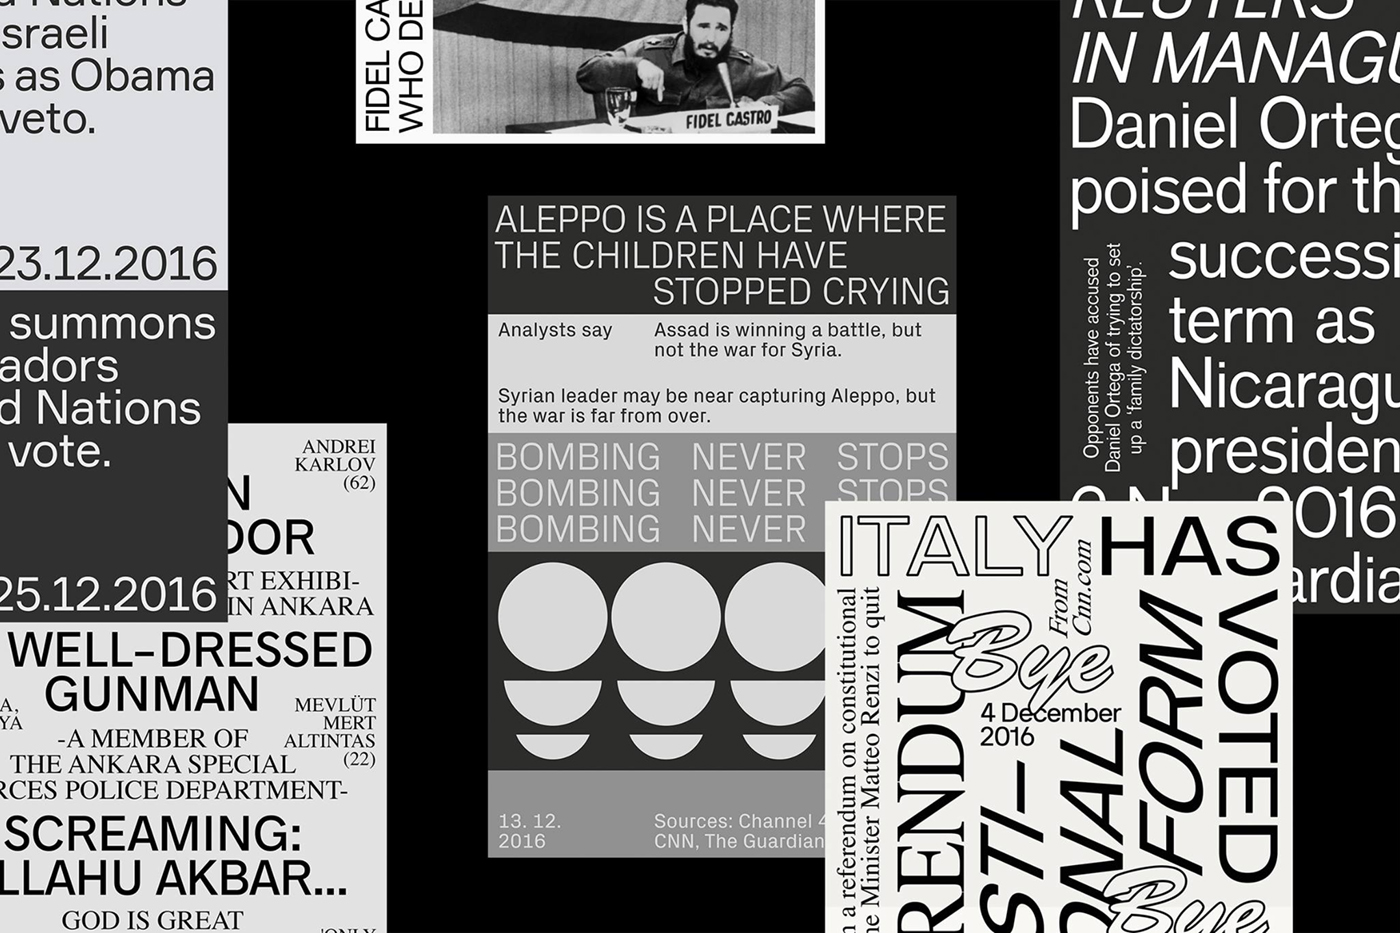 d Nations
Israeli
s as Obama
veto.
23.12.2016
summons
adors
d Nations
vote.
25.12.2016
FIDEL CA
WHO DE
FIDEL CASTRO
REUTERS
IN MANAGU
Daniel Orteg
poised for th
successi
term as
Nicaragu
presiden
2016
ardia
Opponents have accused
Daniel Ortega of trying to set
up a ‘family dictatorship’.
ALEPPO IS A PLACE WHERE
THE CHILDREN HAVE
STOPPED CRYING
Analysts say
Assad is winning a battle, but
not the war for Syria.
Syrian leader may be near capturing Aleppo, but
the war is far from over.
BOMBING NEVER STOPS
BOMBING NEVER STOPS
BOMBING NEVER
13. 12.
2016
Sources: Channel 4
CNN, The Guardian
ANDREI
KARLOV
(62)
N
DOR
RT EXHIBI-
IN ANKARA
WELL-DRESSED
GUNMAN
A,
YA
MEVLÜT
MERT
ALTINTAS
(22)
-A MEMBER OF
THE ANKARA SPECIAL
RCES POLICE DEPARTMENT-
SCREAMING:
LLAHU AKBAR...
GOD IS GREAT
'ONLY
ITALY HAS
VOTED
From
Cnn.com
n a referendum on constitutional
ne Minister Matteo Renzi to quit
RENDUM
Bye
4 December
2016
STI-
ONAL
FORM
Bye